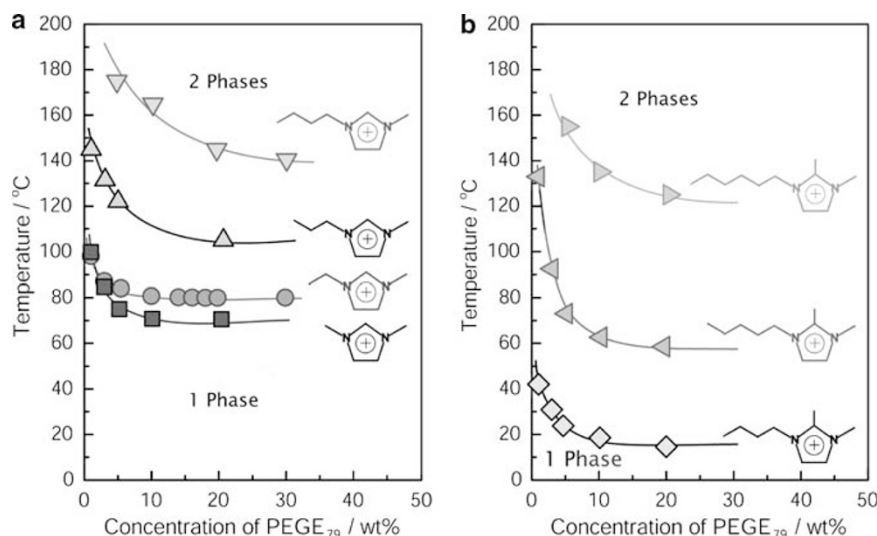 a
200
180
160
140
120
100
80
60
40
20
0
Temperature / °C
2 Phases
N
N
+
N
N
+
N
N
+
N
N
+
1 Phase
0 10 20 30 40 50
Concentration of PEGE79 / wt%
b
200
180
160
140
120
100
80
60
40
20
0
Temperature / °C
2 Phases
N
N
+
N
N
+
N
N
+
1 Phase
0 10 20 30 40 50
Concentration of PEGE79 / wt%